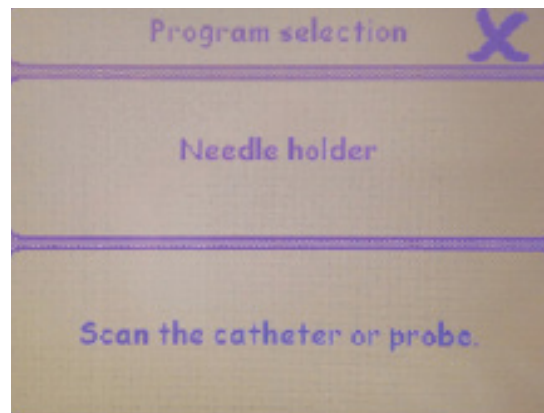 Program selection X
Needle holder
Scan the catheter or probe.